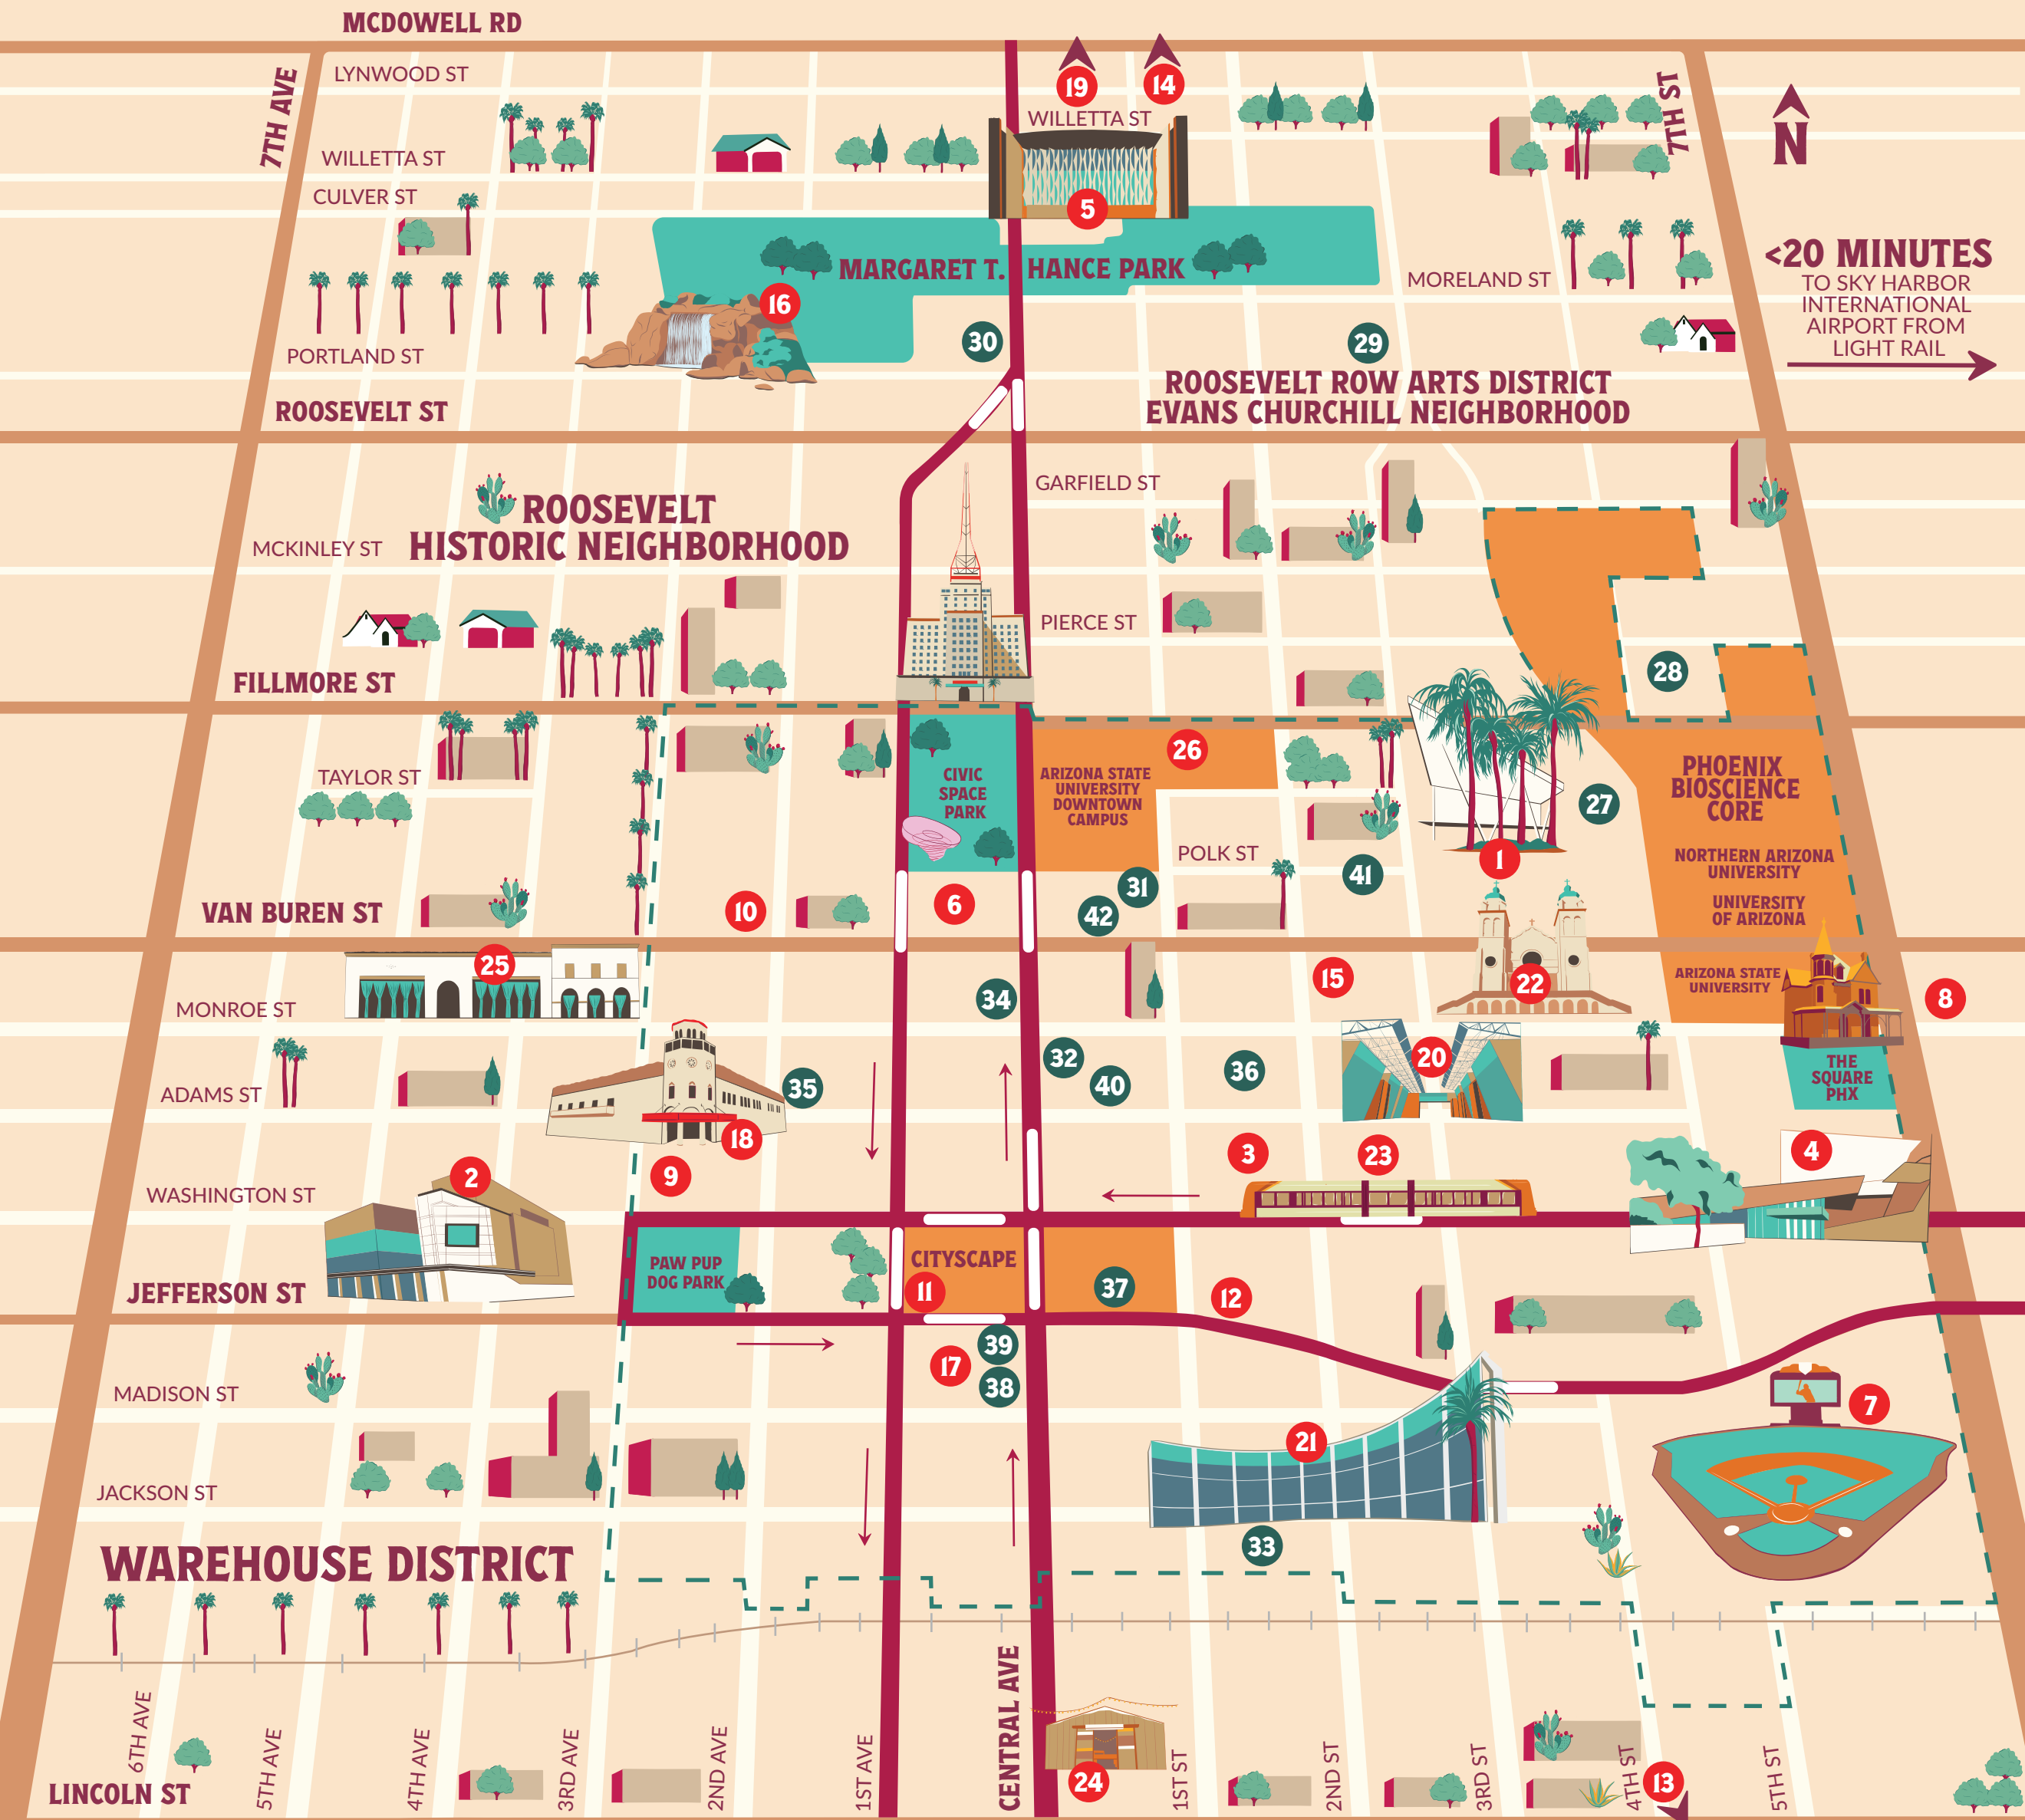 MCDOWELL RD
LYNWOOD ST
7TH AVE
19
14
7TH ST
N
WILLETTA ST
WILLETTA ST
CULVER ST
5
<20 MINUTES
TO SKY HARBOR
INTERNATIONAL
AIRPORT FROM
LIGHT RAIL
MARGARET T. HANCE PARK
MORELAND ST
16
30
29
PORTLAND ST
ROOSEVELT ROW ARTS DISTRICT
EVANS CHURCHILL NEIGHBORHOOD
ROOSEVELT ST
GARFIELD ST
ROOSEVELT
HISTORIC NEIGHBORHOOD
MCKINLEY ST
PIERCE ST
28
FILLMORE ST
26
TAYLOR ST
CIVIC
SPACE
PARK
ARIZONA STATE
UNIVERSITY
DOWNTOWN
CAMPUS
PHOENIX
BIOSCIENCE
CORE
27
POLK ST
1
41
31
NORTHERN ARIZONA
UNIVERSITY
UNIVERSITY
OF ARIZONA
VAN BUREN ST
10
6
42
25
15
22
ARIZONA STATE
UNIVERSITY
8
MONROE ST
34
32
20
36
40
35
THE
SQUARE
PHX
ADAMS ST
18
9
3
23
4
2
WASHINGTON ST
PAW PUP
DOG PARK
CITYSCAPE
11
37
12
JEFFERSON ST
39
17
38
MADISON ST
7
21
JACKSON ST
33
WAREHOUSE DISTRICT
6TH AVE
5TH AVE
4TH AVE
3RD AVE
2ND AVE
1ST AVE
CENTRAL AVE
24
1ST ST
2ND ST
3RD ST
4TH ST
13
5TH ST
LINCOLN ST